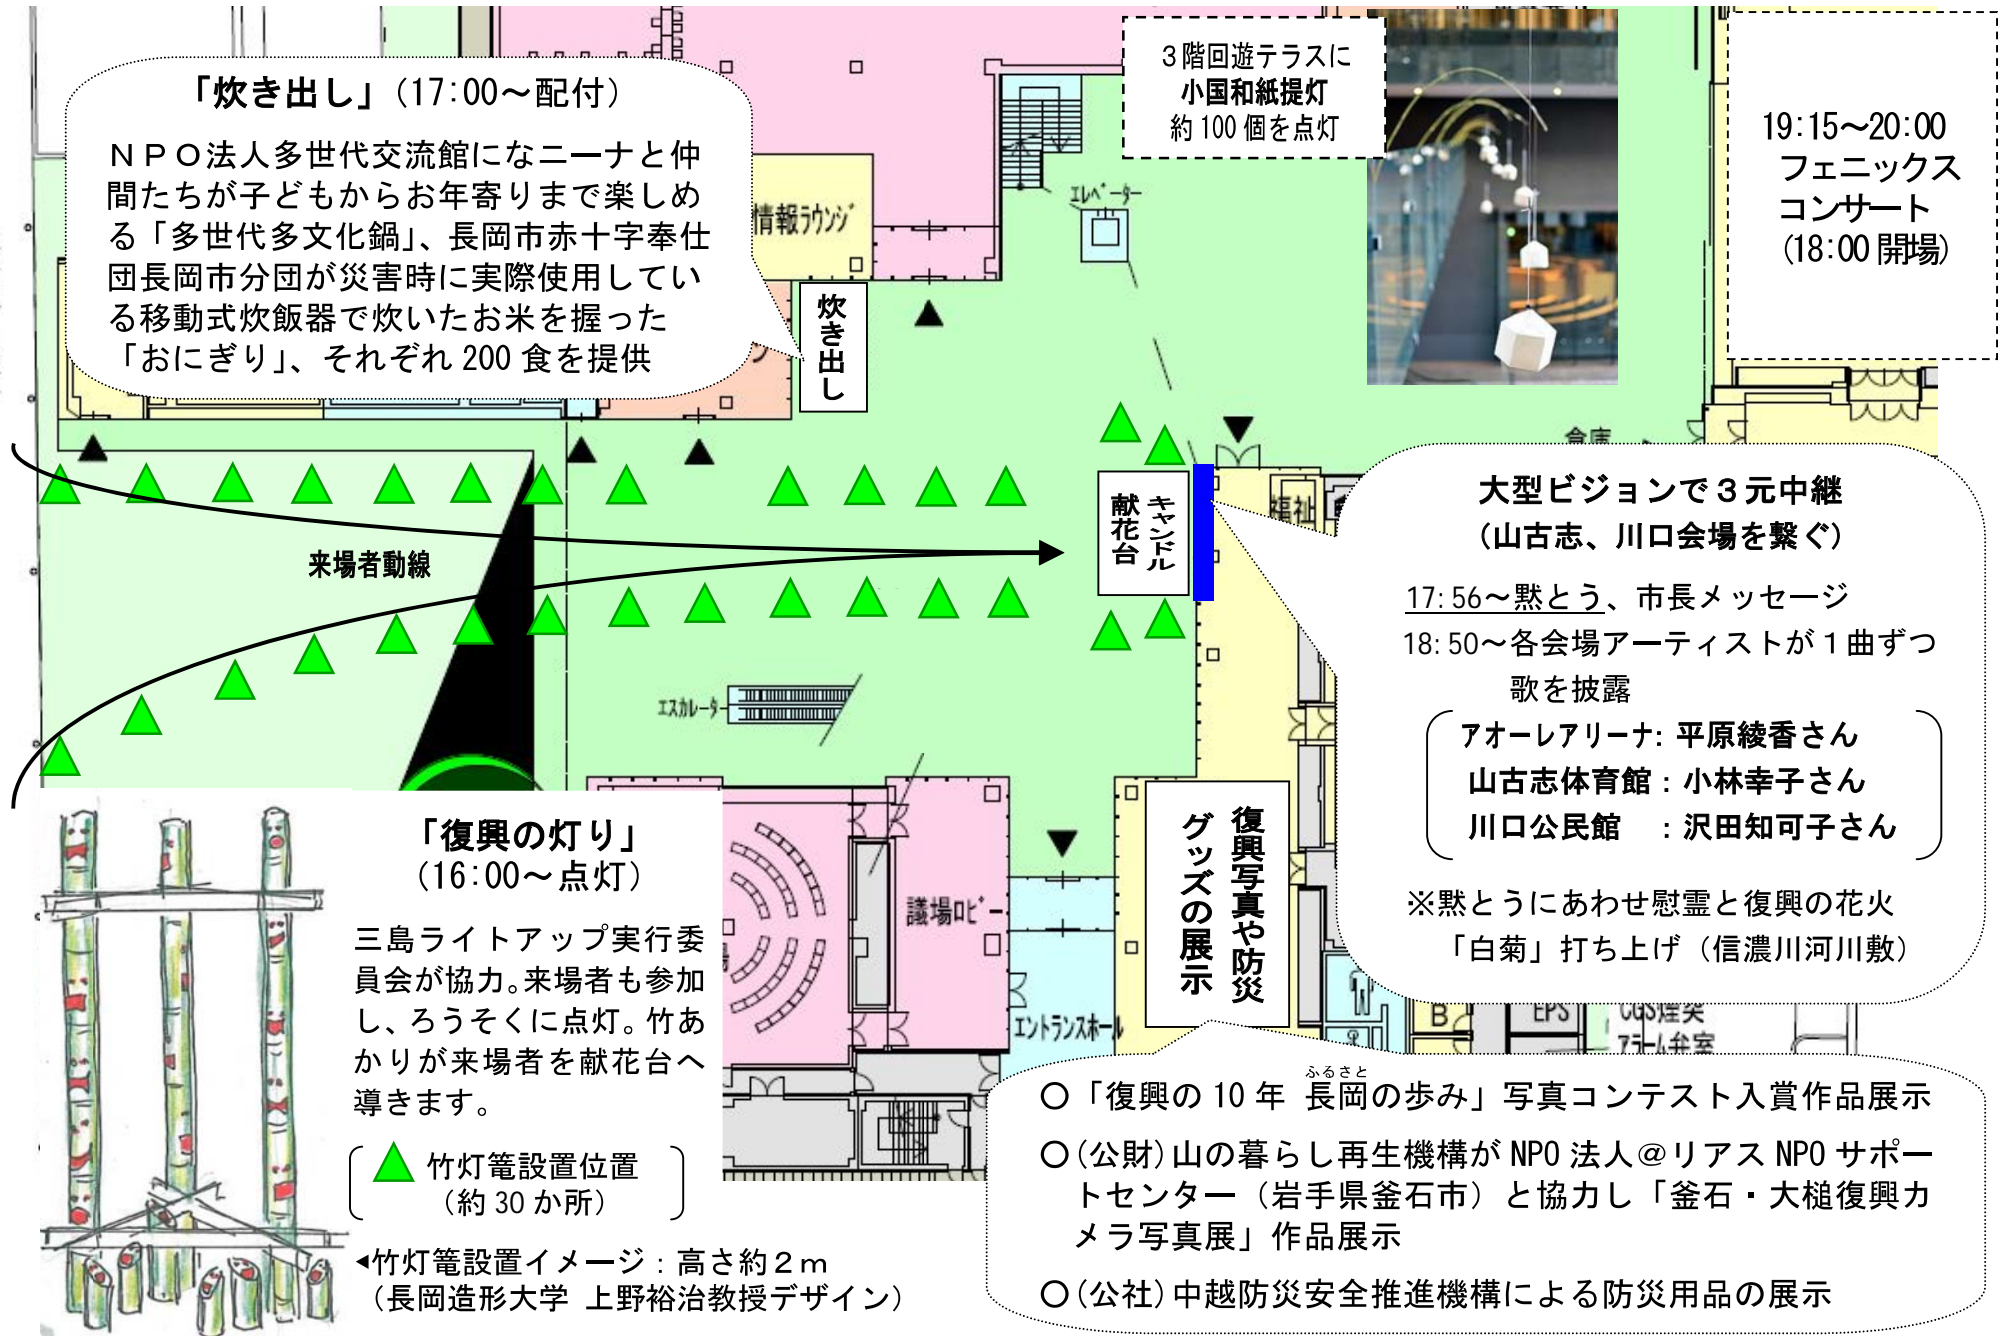 「炊き出し」(17:00～配付)
ＮＰＯ法人多世代交流館になニーナと仲
間たちが子どもからお年寄りまで楽しめ
る「多世代多文化鍋」、長岡市赤十字奉仕
団長岡市分団が災害時に実際使用してい
る移動式炊飯器で炊いたお米を握った
「おにぎり」、それぞれ 200 食を提供
情報ラウンジ
炊き出し
エレベーター
３階回遊テラスに
小国和紙提灯
約 100 個を点灯
19:15～20:00
フェニックス
コンサート
(18:00 開場)
倉庫
福祉
キャンドル
献花台
来場者動線
エスカレーター
大型ビジョンで３元中継
(山古志、川口会場を繋ぐ)
17:56～黙とう、市長メッセージ
18:50～各会場アーティストが１曲ずつ
歌を披露
アオーレアリーナ: 平原綾香さん
山古志体育館：小林幸子さん
川口公民館　：沢田知可子さん
※黙とうにあわせ慰霊と復興の花火
「白菊」打ち上げ（信濃川河川敷）
「復興の灯り」
(16:00～点灯)
三島ライトアップ実行委
員会が協力。来場者も参加
し、ろうそくに点灯。竹あ
かりが来場者を献花台へ
導きます。
竹灯篭設置位置
(約 30 か所)
◂竹灯篭設置イメージ：高さ約２ｍ
（長岡造形大学 上野裕治教授デザイン）
議場ロビー
エントランスホール
復興写真や防災
グッズの展示
B
EPS
CGS煙突
アラーム弁室
ふるさと
○「復興の 10 年 長岡の歩み」写真コンテスト入賞作品展示
○(公財)山の暮らし再生機構が NPO 法人＠リアス NPO サポー
トセンター（岩手県釜石市）と協力し「釜石・大槌復興カ
メラ写真展」作品展示
○(公社)中越防災安全推進機構による防災用品の展示